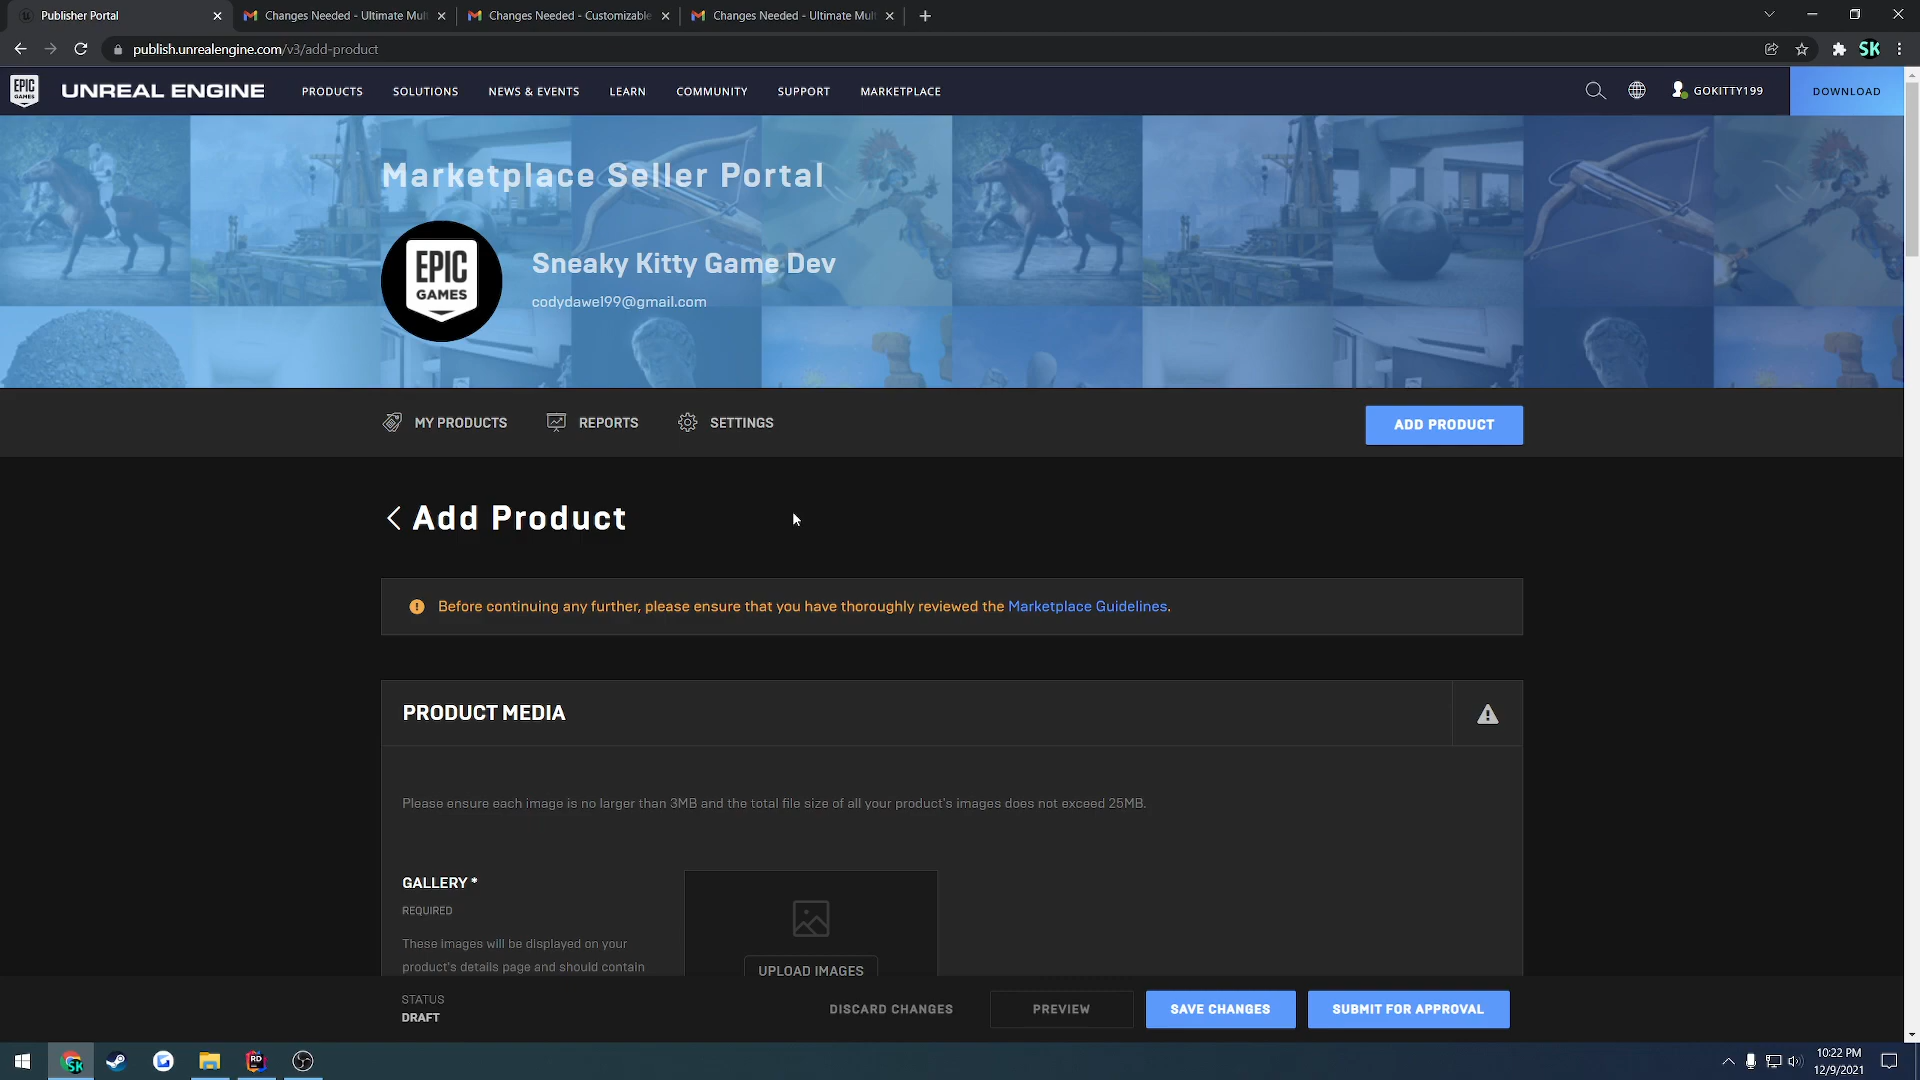 Publisher Portal
Changes Needed - Ultimate Mult
Changes Needed - Customizable
Changes Needed - Ultimate Mult
publish.unrealengine.com/v3/add-product
SK
EPIC GAMES
UNREAL ENGINE
PRODUCTS
SOLUTIONS
NEWS & EVENTS
LEARN
COMMUNITY
SUPPORT
MARKETPLACE
GOKITTY199
DOWNLOAD
Marketplace Seller Portal
EPIC
GAMES
Sneaky Kitty Game Dev
codydawel99@gmail.com
MY PRODUCTS
REPORTS
SETTINGS
ADD PRODUCT
Add Product
Before continuing any further, please ensure that you have thoroughly reviewed the Marketplace Guidelines.
PRODUCT MEDIA
Please ensure each image is no larger than 3MB and the total file size of all your product's images does not exceed 25MB.
GALLERY *
REQUIRED
These images will be displayed on your
product's details page and should contain
UPLOAD IMAGES
STATUS
DRAFT
DISCARD CHANGES
PREVIEW
SAVE CHANGES
SUBMIT FOR APPROVAL
SK
RD
10:22 PM
12/9/2021